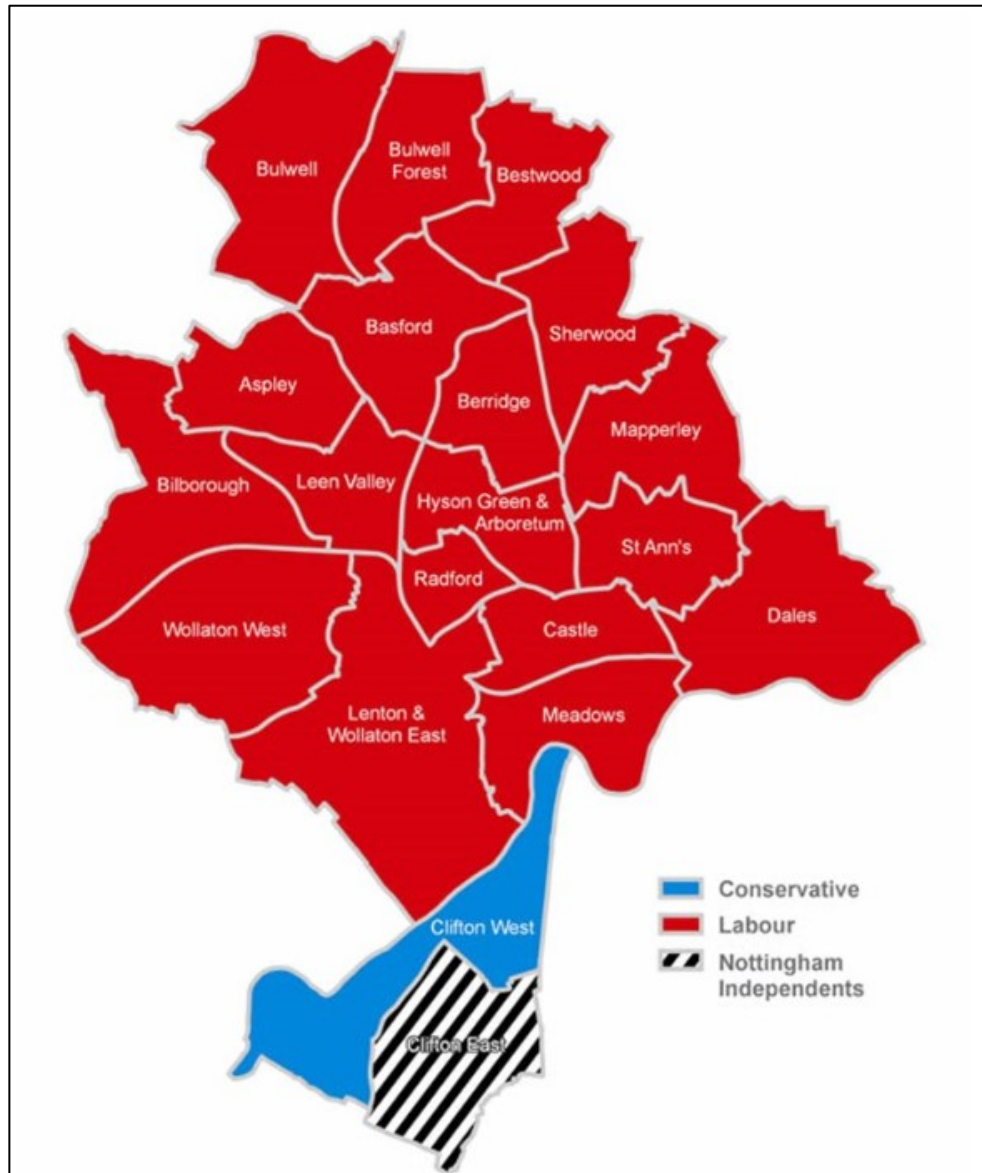 Bulwell
Bulwell
Forest
Bestwood
Basford
Sherwood
Aspley
Berridge
Mapperley
Bilborough
Leen Valley
Hyson Green &
Arboretum
St Ann's
Radford
Dales
Wollaton West
Castle
Lenton &
Wollaton East
Meadows
Clifton West
Clifton East
Conservative
Labour
Nottingham
Independents